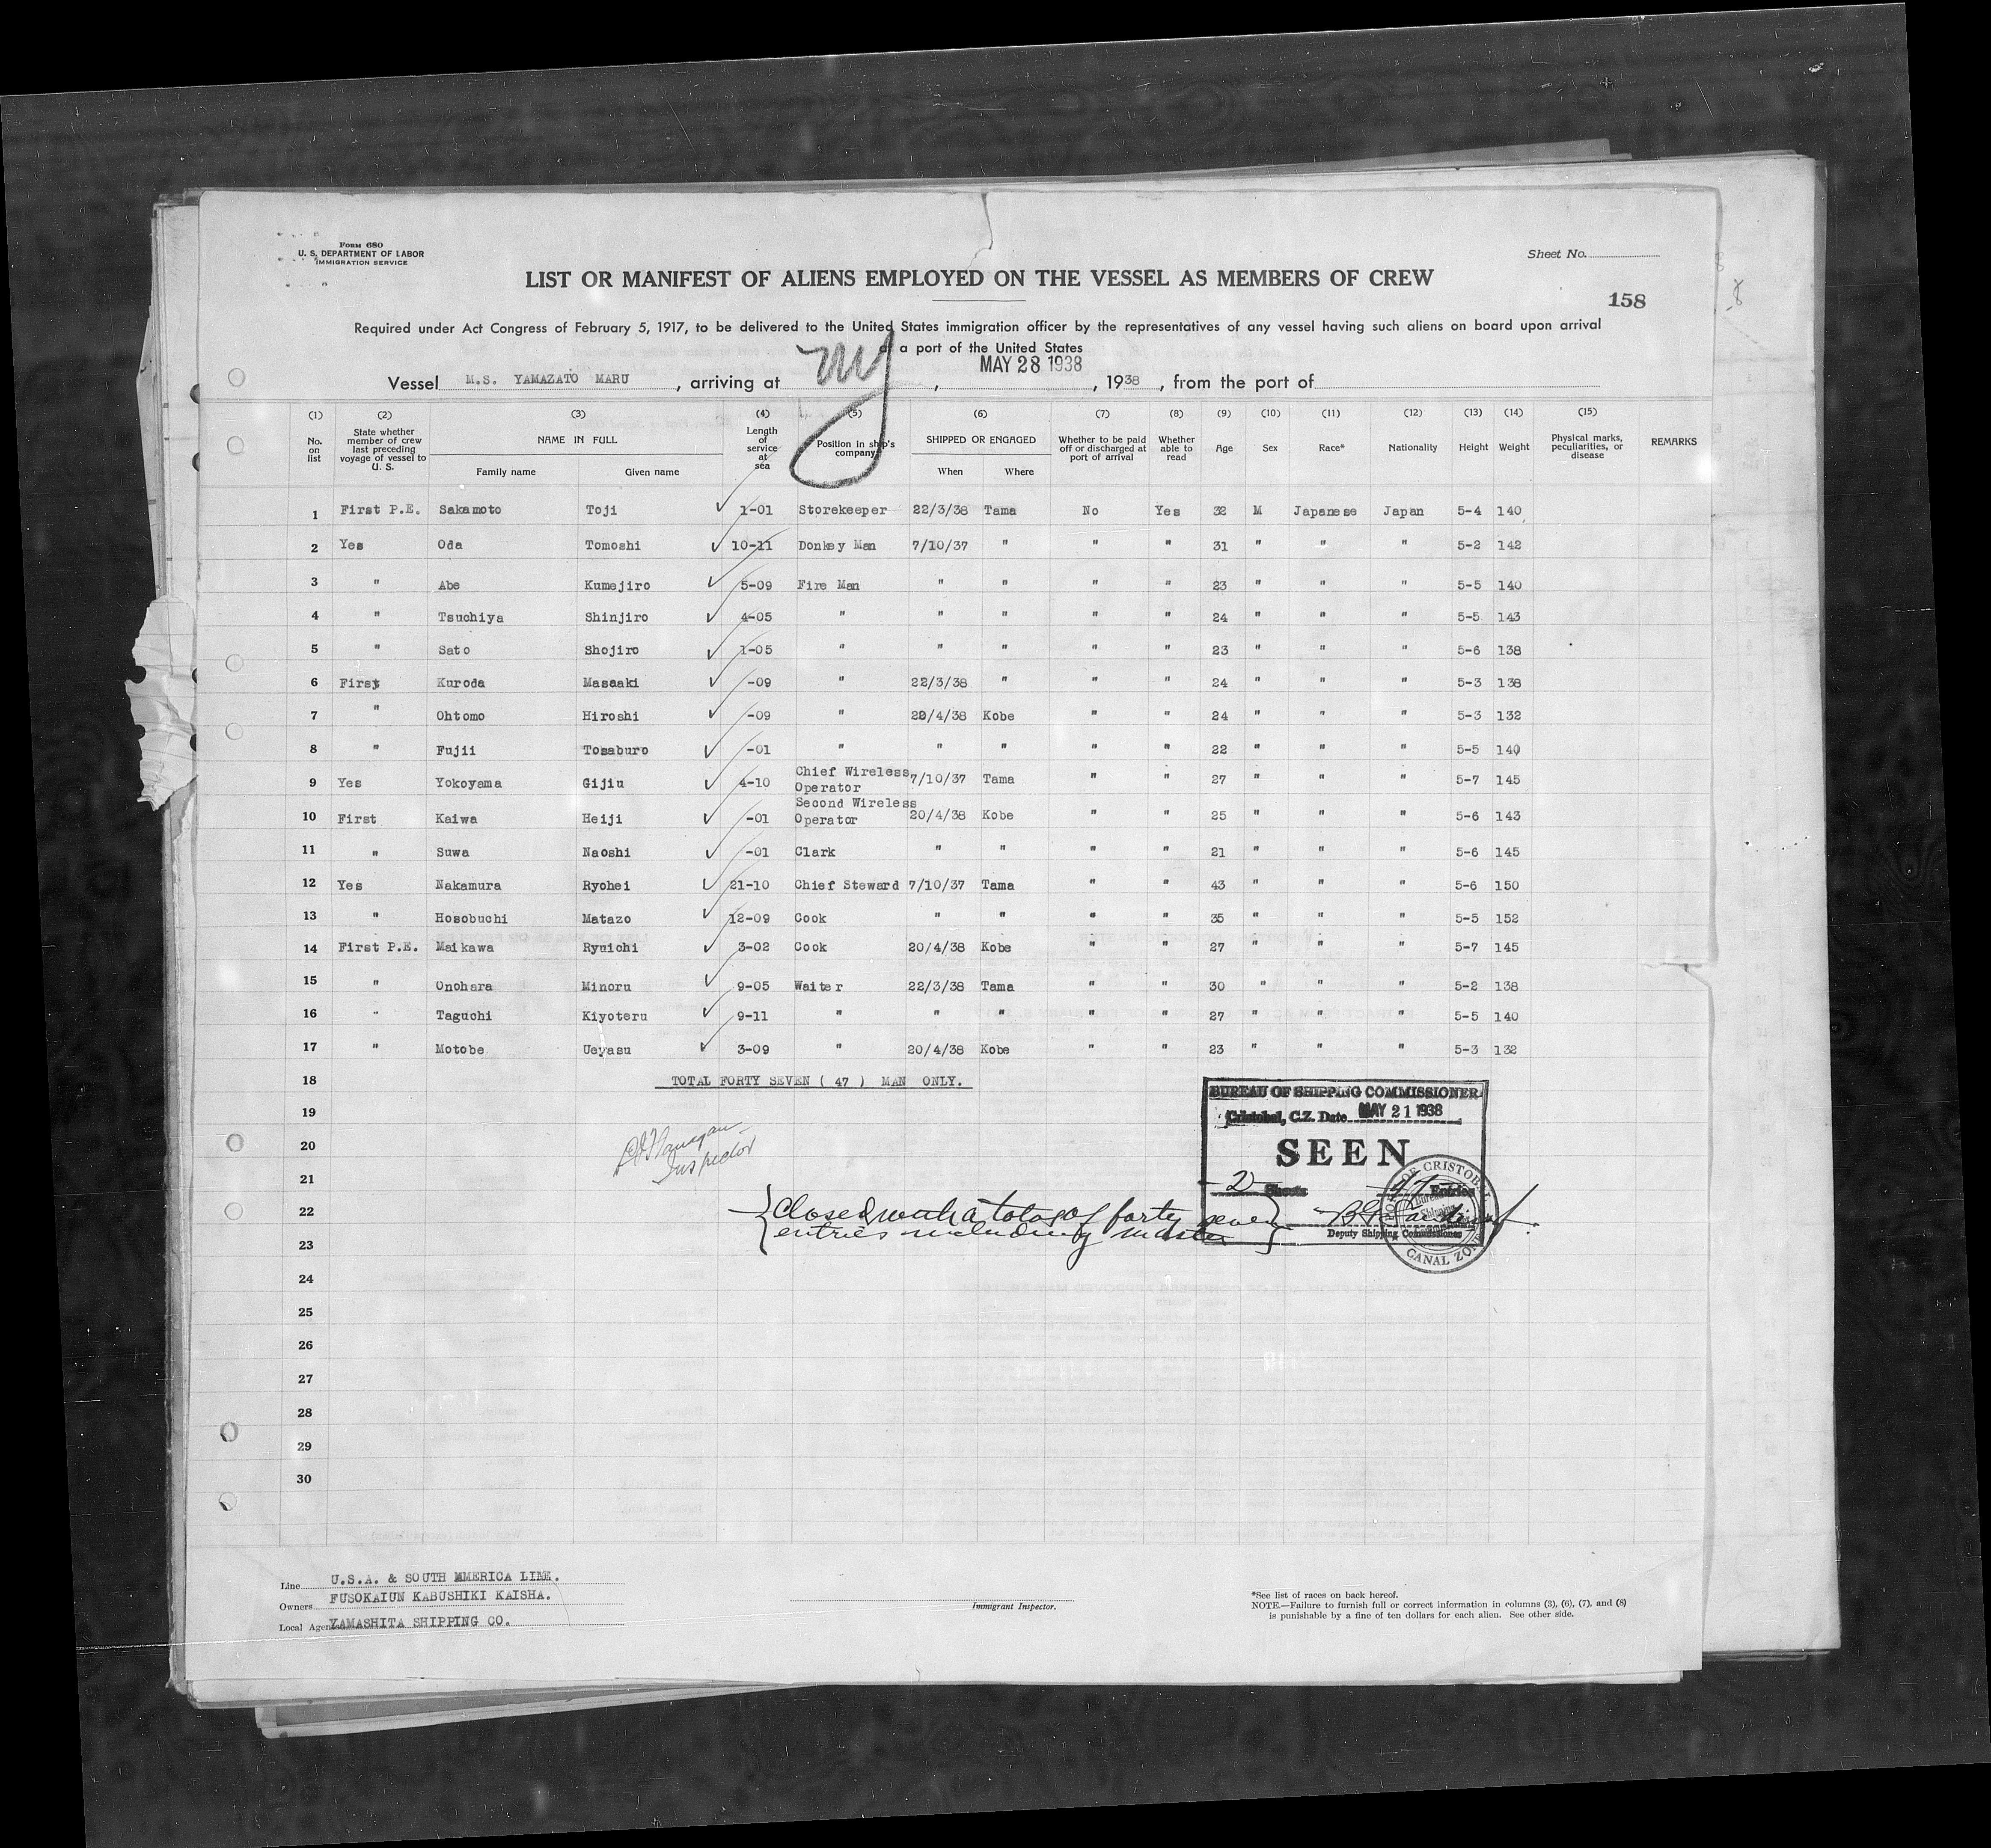 Form 680
U. S. DEPARTMENT OF LABOR
IMMIGRATION SERVICE
Sheet No.
LIST OR MANIFEST OF ALIENS EMPLOYED ON THE VESSEL AS MEMBERS OF CREW
158
Required under Act Congress of February 5, 1917, to be delivered to the United States immigration officer by the representatives of any vessel having such aliens on board upon arrival
at a port of the United States
MAY 28 1938
Vessel M.S. YAMAZATO MARU, arriving at ny, , 1938, from the port of
(1) (2) (3) (4) (5) (6) (7) (8) (9) (10) (11) (12) (13) (14) (15)
No. on list State whether member of crew last preceding voyage of vessel to U. S. NAME IN FULL Length of service at sea Position in ship's company SHIPPED OR ENGAGED Whether to be paid off or discharged at port of arrival Whether able to read Age Sex Race* Nationality Height Weight Physical marks, peculiarities, or disease REMARKS
Family name Given name When Where
1 First P.E. Sakamoto Toji 1-01 Storekeeper 22/3/38 Tama No Yes 32 M Japanese Japan 5-4 140
2 Yes Oda Tomoshi 10-11 Donkey Man 7/10/37 " " " 31 " " " 5-2 142
3 " Abe Kumejiro 5-09 Fire Man " " " " 23 " " " 5-5 140
4 " Tsuchiya Shinjiro 4-05 " " " " " 24 " " " 5-5 143
5 " Sato Shojiro 1-05 " " " " " 23 " " " 5-6 138
6 First Kuroda Masaaki -09 " 22/3/38 " " " 24 " " " 5-3 138
7 " Ohtomo Hiroshi -09 " 20/4/38 Kobe " " 24 " " " 5-3 132
8 " Fujii Tosaburo -01 " " " " " 22 " " " 5-5 140
9 Yes Yokoyama Gijiu 4-10 Chief Wireless Operator 7/10/37 Tama " " 27 " " " 5-7 145
10 First Kaiwa Heiji -01 Second Wireless Operator 20/4/38 Kobe " " 25 " " " 5-6 143
11 " Suwa Naoshi -01 Clark " " " " 21 " " " 5-6 145
12 Yes Nakamura Ryohei 21-10 Chief Steward 7/10/37 Tama " " 43 " " " 5-6 150
13 " Hosobuchi Matazo 12-09 Cook " " " " 35 " " " 5-5 152
14 First P.E. Maikawa Ryuichi 3-02 Cook 20/4/38 Kobe " " 27 " " " 5-7 145
15 " Onohara Minoru 9-05 Waiter 22/3/38 Tama " " 30 " " " 5-2 138
16 " Taguchi Kiyoteru 9-11 " " " " " 27 " " " 5-5 140
17 " Motobe Ueyasu 3-09 " 20/4/38 Kobe " " 23 " " " 5-3 132
18 TOTAL FORTY SEVEN ( 47 ) MAN ONLY.
19
20
21
22
23
24
25
26
27
28
29
30
Inspector
Closed with a total of forty seven
entries including master
BUREAU OF SHIPPING COMMISSIONER
Cristobal, C.Z. Date MAY 21 1938
SEEN
2 Sheets 47 Entries
Deputy Shipping Commissioner
PORT OF CRISTOBAL
CANAL ZONE
Line U.S.A. & SOUTH AMERICA LINE.
Owners FUSOKAIUN KABUSHIKI KAISHA.
Local Agents YAMASHITA SHIPPING CO.
Immigrant Inspector.
*See list of races on back hereof.
NOTE.—Failure to furnish full or correct information in columns (3), (6), (7), and (8)
is punishable by a fine of ten dollars for each alien. See other side.